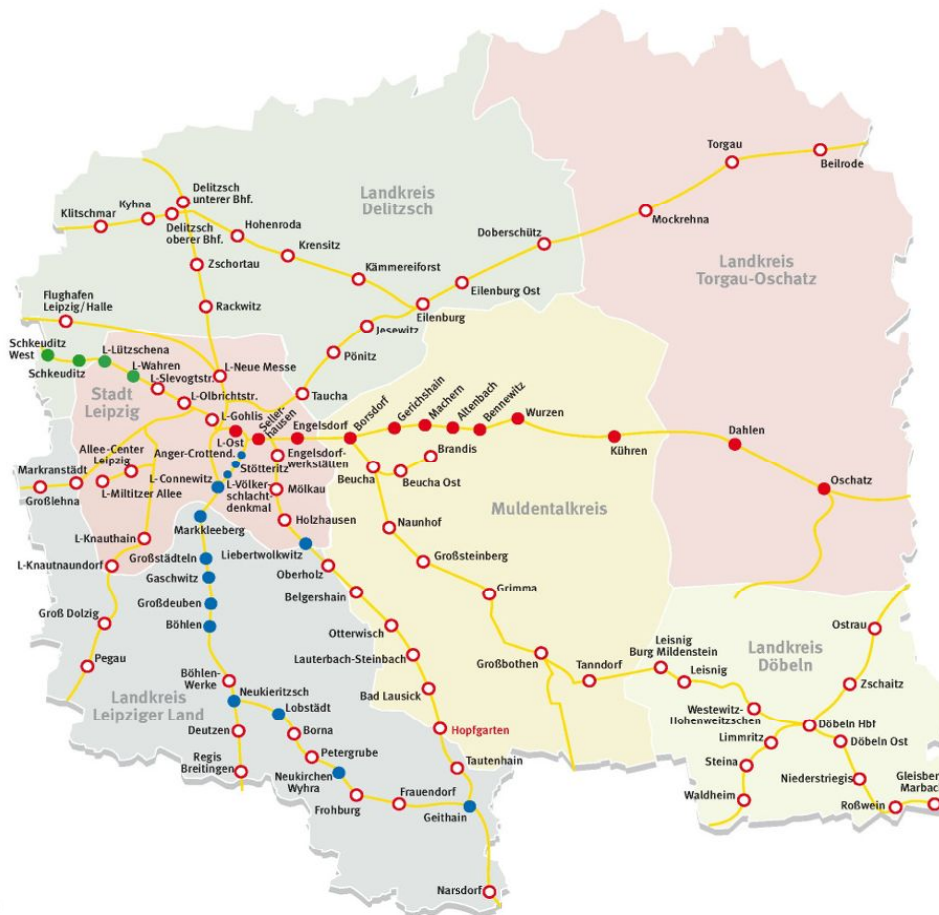 Torgau
Beilrode
Landkreis
Delitzsch
Delitzsch
unterer Bhf.
Kyhna
Klitschmar
Delitzsch
oberer Bhf.
Hohenroda
Mockrehna
Doberschütz
Krensitz
Zschortau
Kämmereiforst
Landkreis
Torgau-Oschatz
Eilenburg Ost
Flughafen
Leipzig/Halle
Rackwitz
Eilenburg
Jesewitz
Schkeuditz
West
L-Lützschena
Pönitz
Schkeuditz
L-Wahren
L-Slevogtstr.
L-Neue Messe
Stadt
Leipzig
L-Olbrichtstr.
Taucha
L-Gohlis
Seller-
hausen
Engelsdorf
Borsdorf
Gerichshain
Machern
Altenbach
Bennewitz
Wurzen
Kühren
Dahlen
Oschatz
L-Ost
Allee-Center
Leipzig
Anger-Crottend.
Engelsdorf-
werkstätten
Brandis
Markranstädt
Stötteritz
Beucha
Beucha Ost
L-Connewitz
L-Völker-
schlacht-
denkmal
Mölkau
Großlehna
L-Miltitzer Allee
Muldentalkreis
Holzhausen
Naunhof
Markkleeberg
L-Knauthain
Liebertwolkwitz
Großstädteln
Großsteinberg
L-Knautnaundorf
Gaschwitz
Oberholz
Grimma
Belgershain
Großdeuben
Groß Dolzig
Böhlen
Otterwisch
Ostrau
Landkreis
Döbeln
Lauterbach-Steinbach
Großbothen
Leisnig
Burg Mildenstein
Pegau
Tanndorf
Leisnig
Zschaitz
Böhlen-
Werke
Bad Lausick
Landkreis
Leipziger Land
Neukieritzsch
Lobstädt
Westewitz-
Hohenweitzschen
Döbeln Hbf
Deutzen
Borna
Hopfgarten
Limmritz
Döbeln Ost
Regis
Breitingen
Petergrube
Tautenhain
Steina
Neukirchen
Wyhra
Niederstriegis
Gleisberg
Marbach
Waldheim
Frauendorf
Frohburg
Geithain
Roßwein
Narsdorf